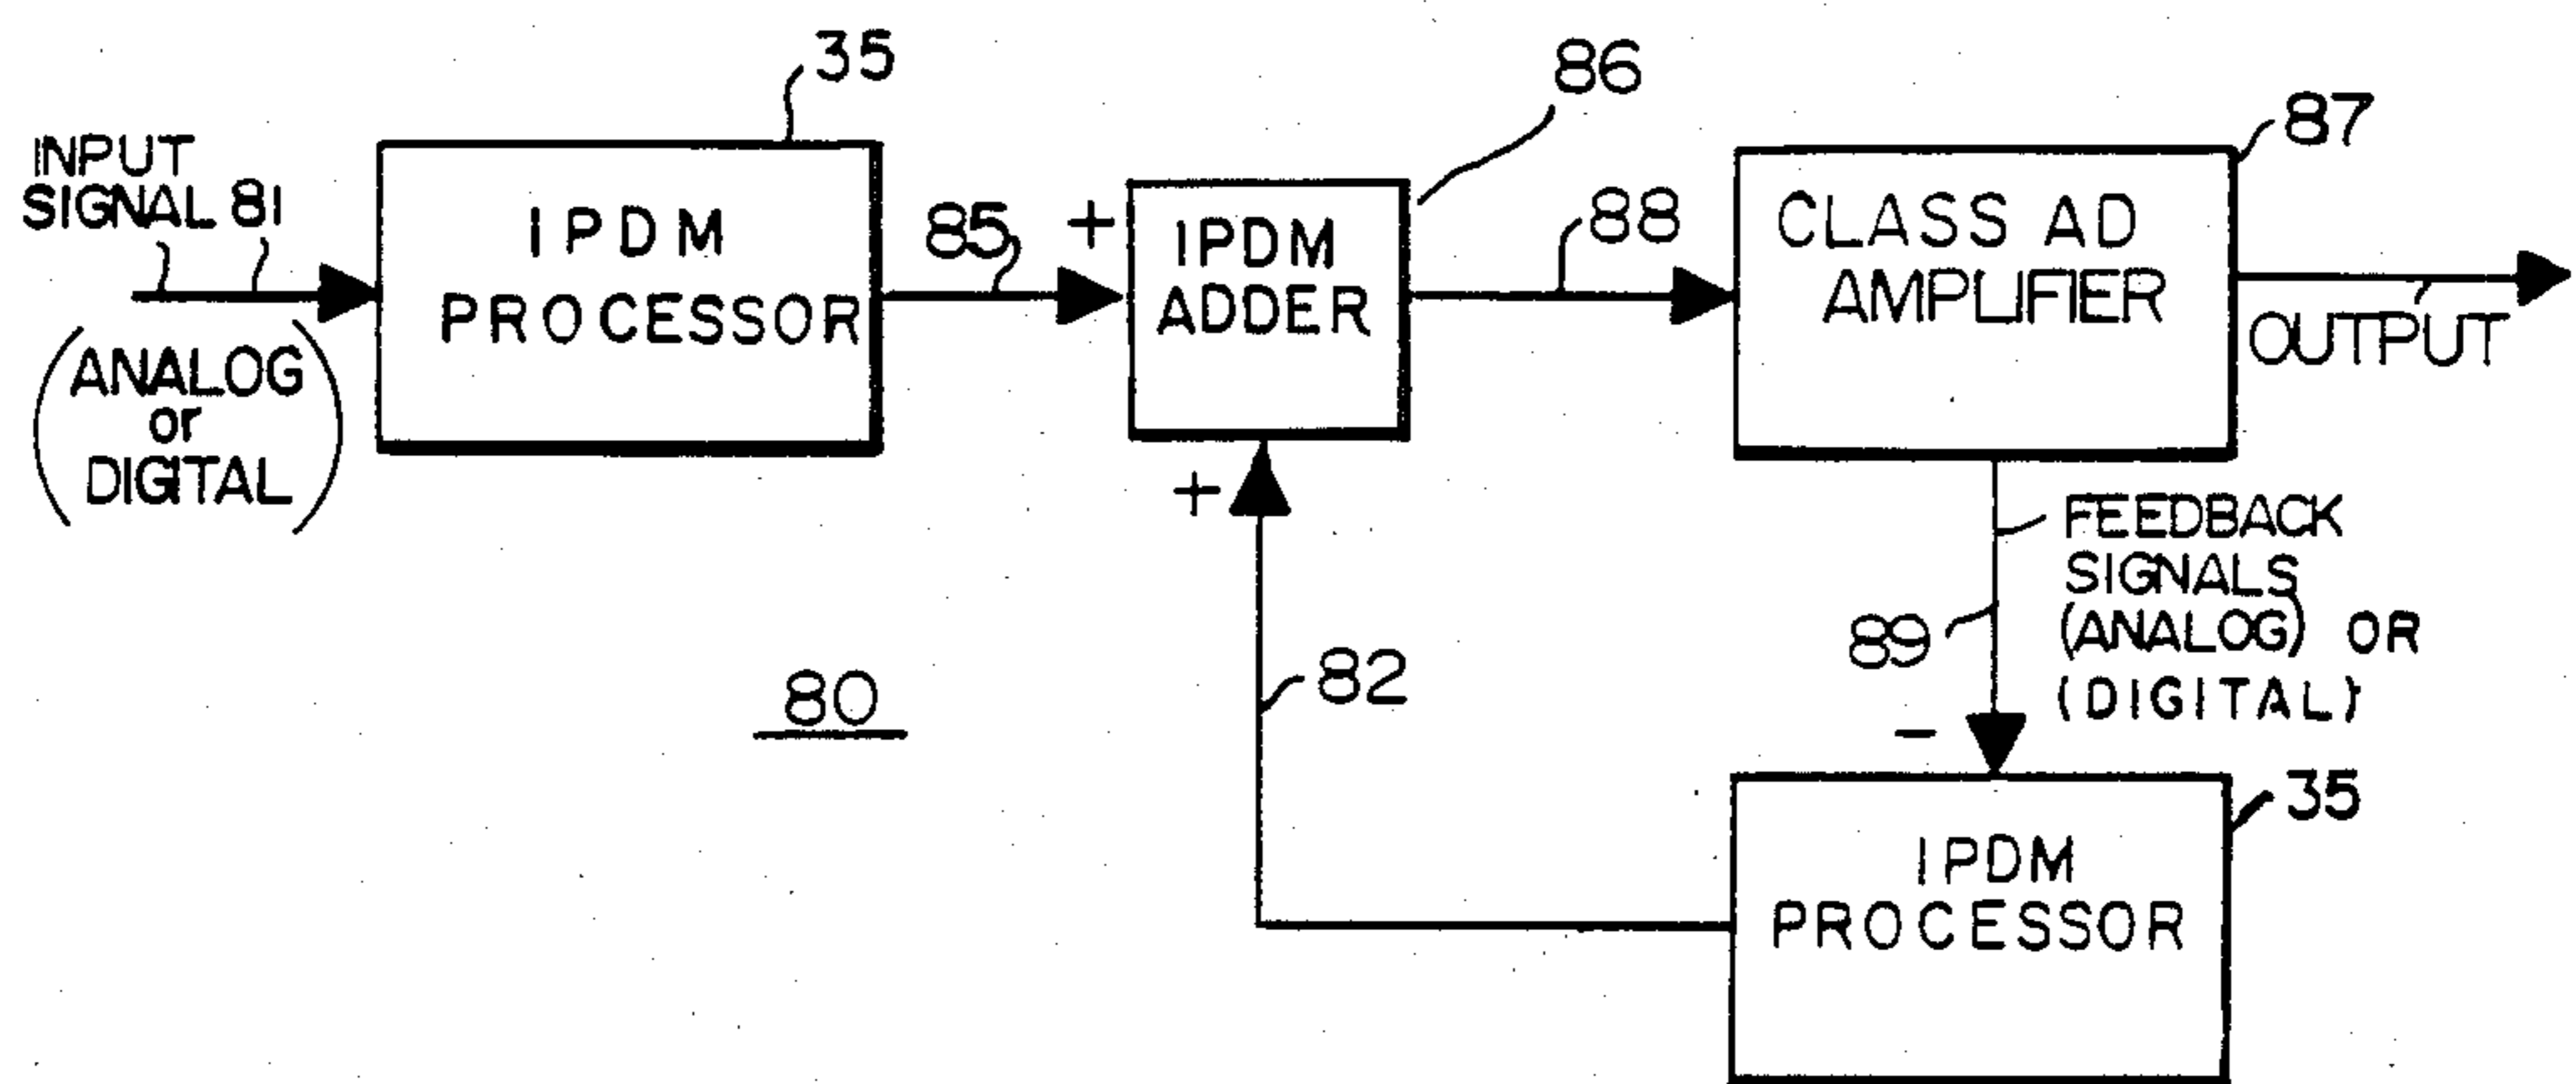 35
INPUT
SIGNAL 81
(ANALOG
or
DIGITAL)
IPDM
PROCESSOR
85
+
86
IPDM
ADDER
+
88
87
CLASS AD
AMPLIFIER
OUTPUT
FEEDBACK
SIGNALS
(ANALOG) OR
(DIGITAL)
89
-
82
80
35
IPDM
PROCESSOR